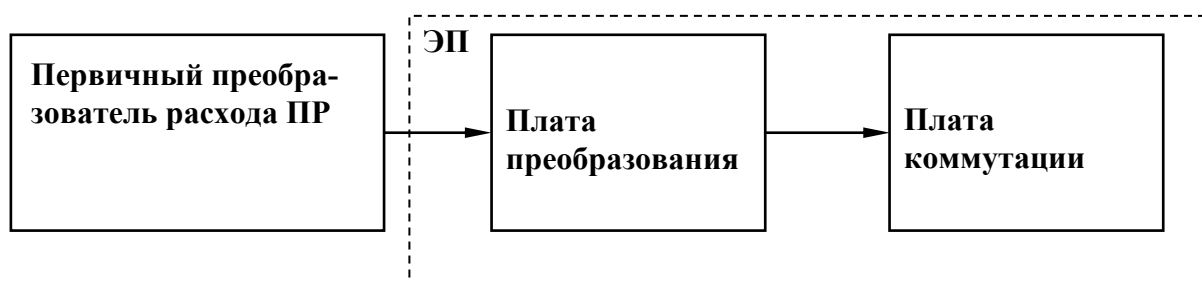 ЭП
Первичный преобра-
зователь расхода ПР
Плата
преобразования
Плата
коммутации